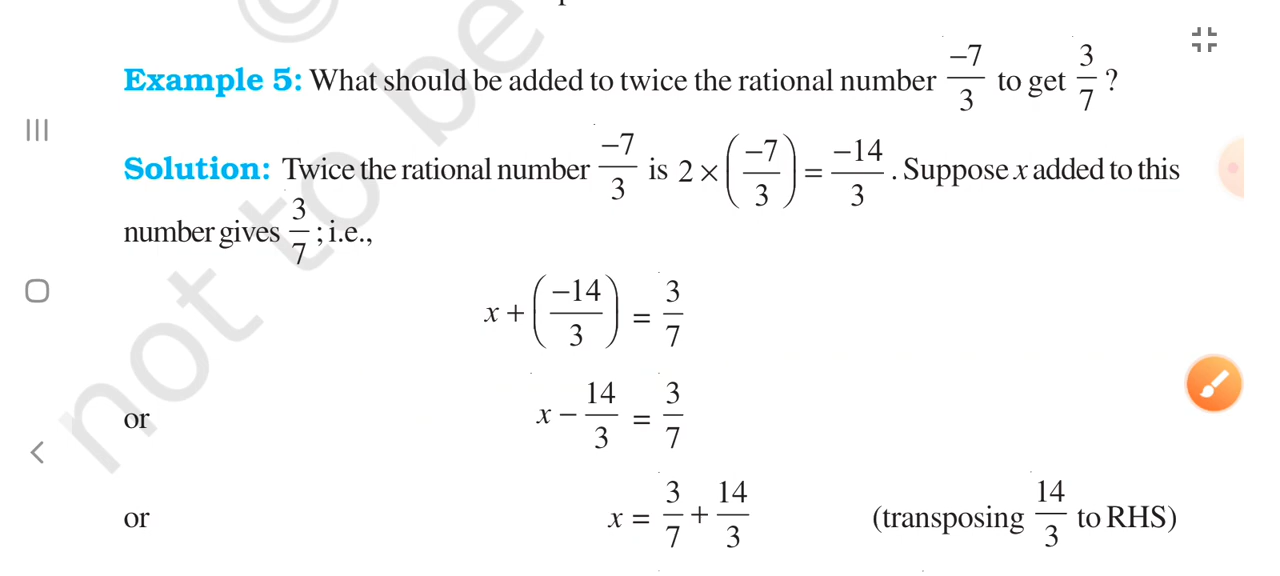 Example 5: What should be added to twice the rational number −7/3 to get 3/7 ?
Solution: Twice the rational number −7/3 is 2 × (−7/3) = −14/3 . Suppose x added to this
number gives 3/7 ; i.e.,
x + (−14/3) = 3/7
or x − 14/3 = 3/7
or x = 3/7 + 14/3 (transposing 14/3 to RHS)
©
not to be